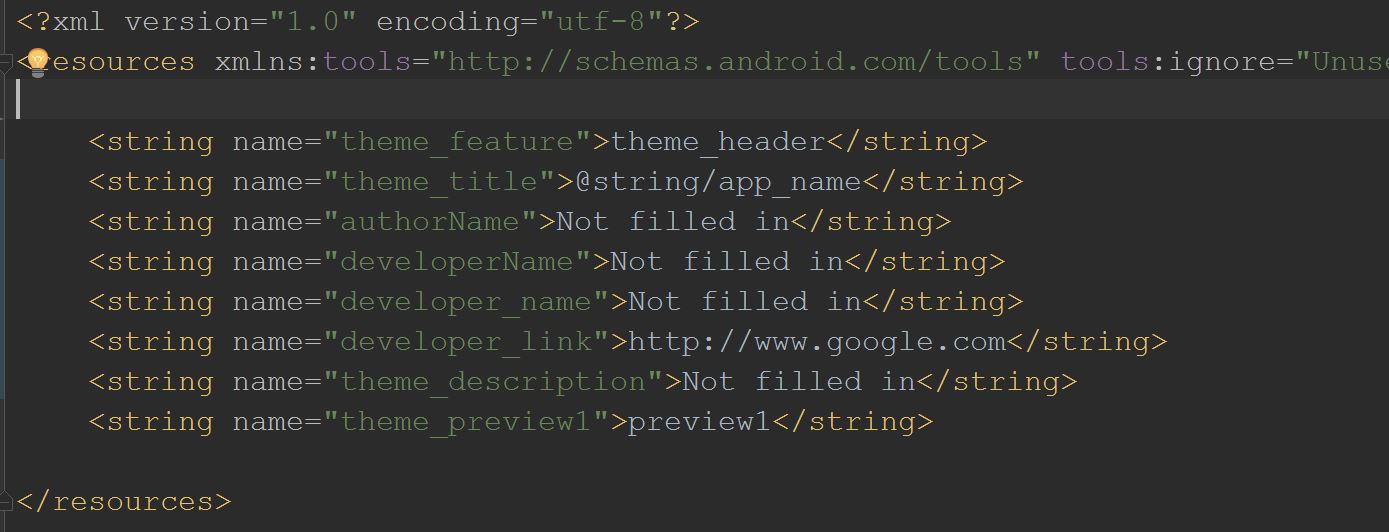 <?xml version="1.0" encoding="utf-8"?>
<resources xmlns:tools="http://schemas.android.com/tools" tools:ignore="
<string name="theme_feature">theme_header</string>
<string name="theme_title">@string/app_name</string>
<string name="authorName">Not filled in</string>
<string name="developerName">Not filled in</string>
<string name="developer_name">Not filled in</string>
<string name="developer_link">http://www.google.com</string>
<string name="theme_description">Not filled in</string>
<string name="theme_preview1">preview1</string>
</resources>